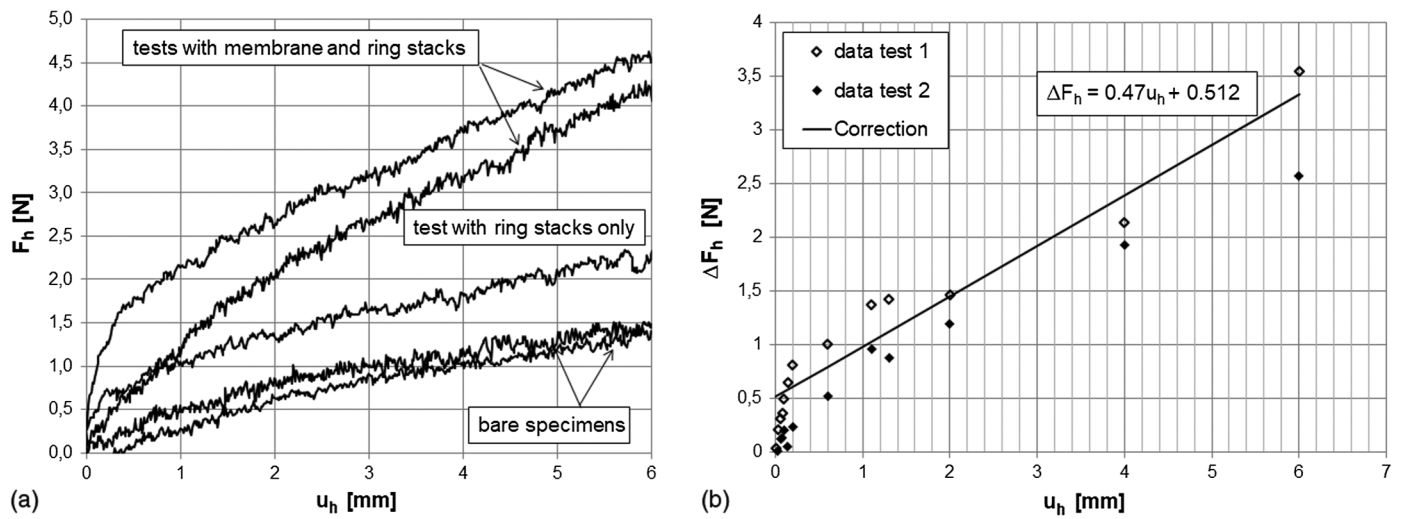 5,0
4,5
4,0
3,5
3,0
2,5
2,0
1,5
1,0
0,5
0,0
F_h [N]
tests with membrane and ring stacks
test with ring stacks only
bare specimens
0 1 2 3 4 5 6
(a)
u_h [mm]
4
3,5
3
2,5
2
1,5
1
0,5
0
ΔF_h [N]
data test 1
data test 2
Correction
ΔF_h = 0.47u_h + 0.512
0 1 2 3 4 5 6 7
(b)
u_h [mm]